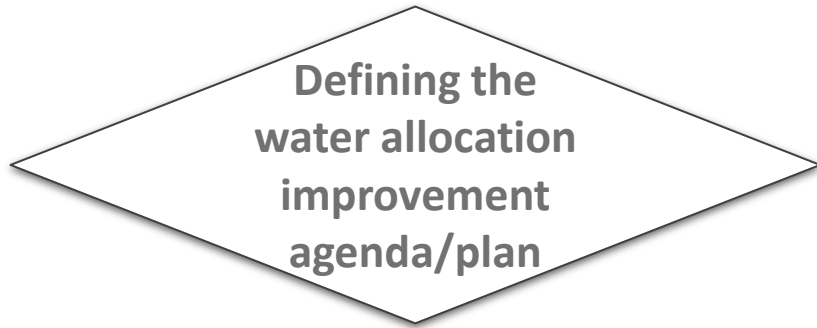 Defining the
water allocation
improvement
agenda/plan